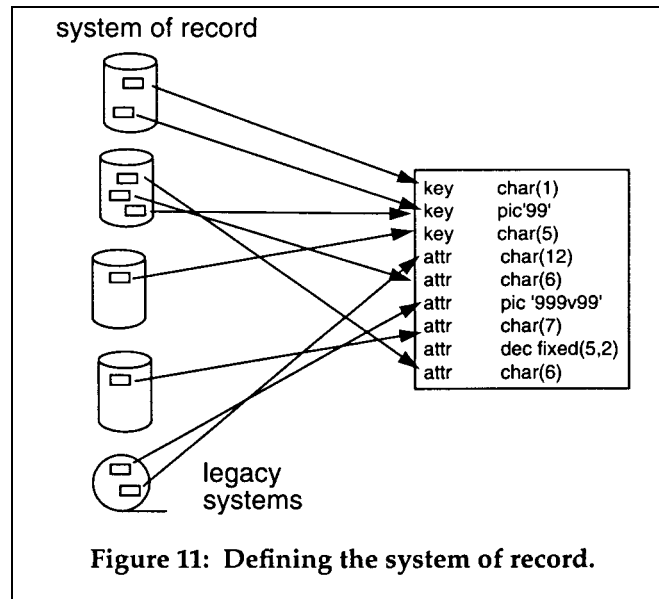 system of record
key char(1)
key pic'99'
key char(5)
attr char(12)
attr char(6)
attr pic '999v99'
attr char(7)
attr dec fixed(5,2)
attr char(6)
legacy
systems
Figure 11: Defining the system of record.